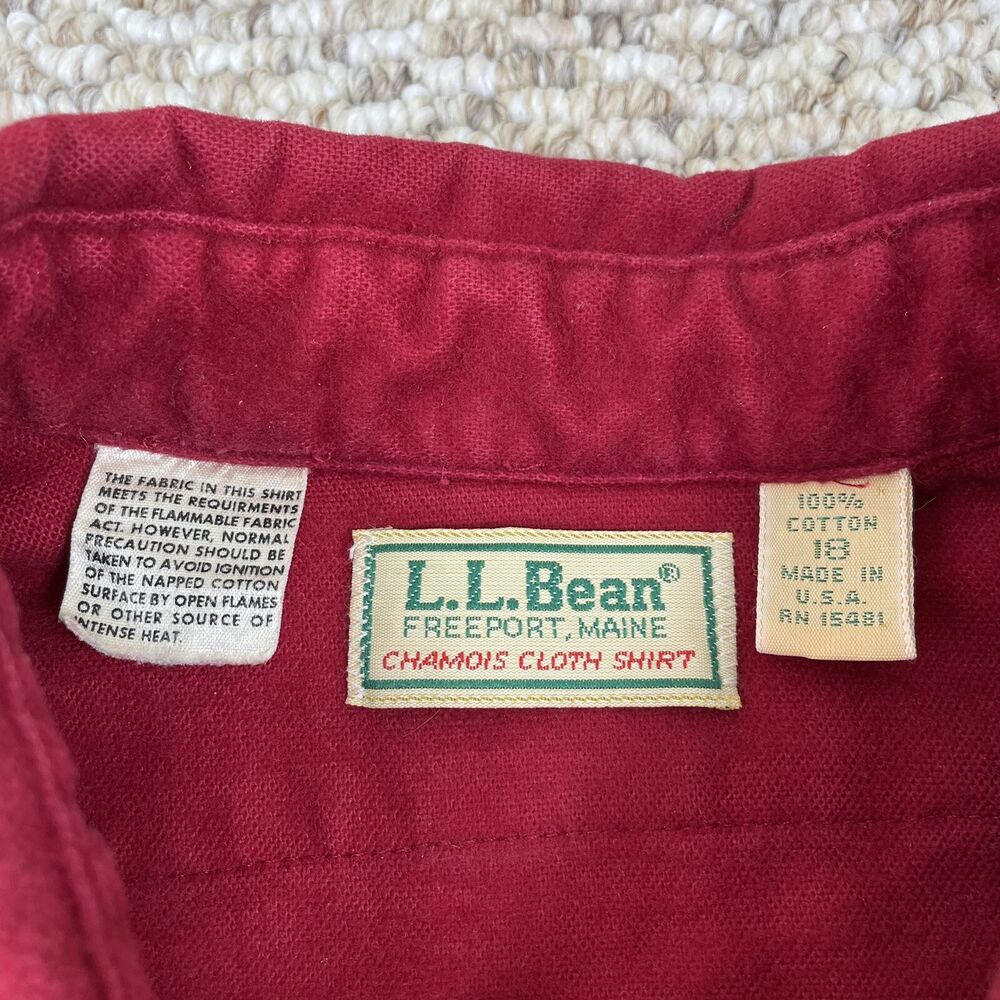 THE FABRIC IN THIS SHIRT
MEETS THE REQUIRMENTS
OF THE FLAMMABLE FABRIC
ACT. HOWEVER, NORMAL
PRECAUTION SHOULD BE
TAKEN TO AVOID IGNITION
OF THE NAPPED COTTON
SURFACE BY OPEN FLAMES
OR OTHER SOURCE OF
INTENSE HEAT.
L.L.Bean®
FREEPORT, MAINE
CHAMOIS CLOTH SHIRT
100%
COTTON
18
MADE IN
U.S.A.
RN 15481